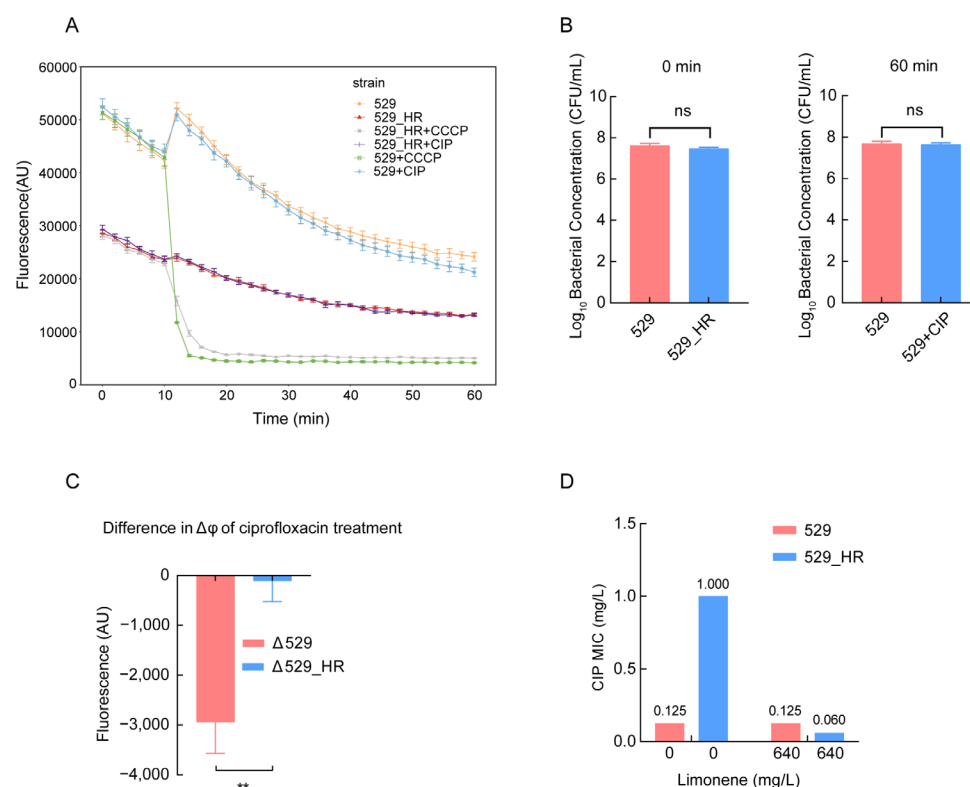 A
60000
50000
40000
30000
20000
10000
0
Fluorescence(AU)
0 10 20 30 40 50 60
Time (min)
strain
529
529_HR
529_HR+CCCP
529_HR+CIP
529+CCCP
529+CIP
B
0 min
Log10 Bacterial Concentration (CFU/mL)
10
8
6
4
2
0
ns
529 529_HR
60 min
Log10 Bacterial Concentration (CFU/mL)
10
8
6
4
2
0
ns
529 529+CIP
C
Difference in Δφ of ciprofloxacin treatment
Fluorescence (AU)
0
−1,000
−2,000
−3,000
−4,000
Δ529
Δ529_HR
**
D
CIP MIC (mg/L)
1.5
1.0
0.5
0.0
529
529_HR
0.125 1.000 0.125 0.060
0 0 640 640
Limonene (mg/L)